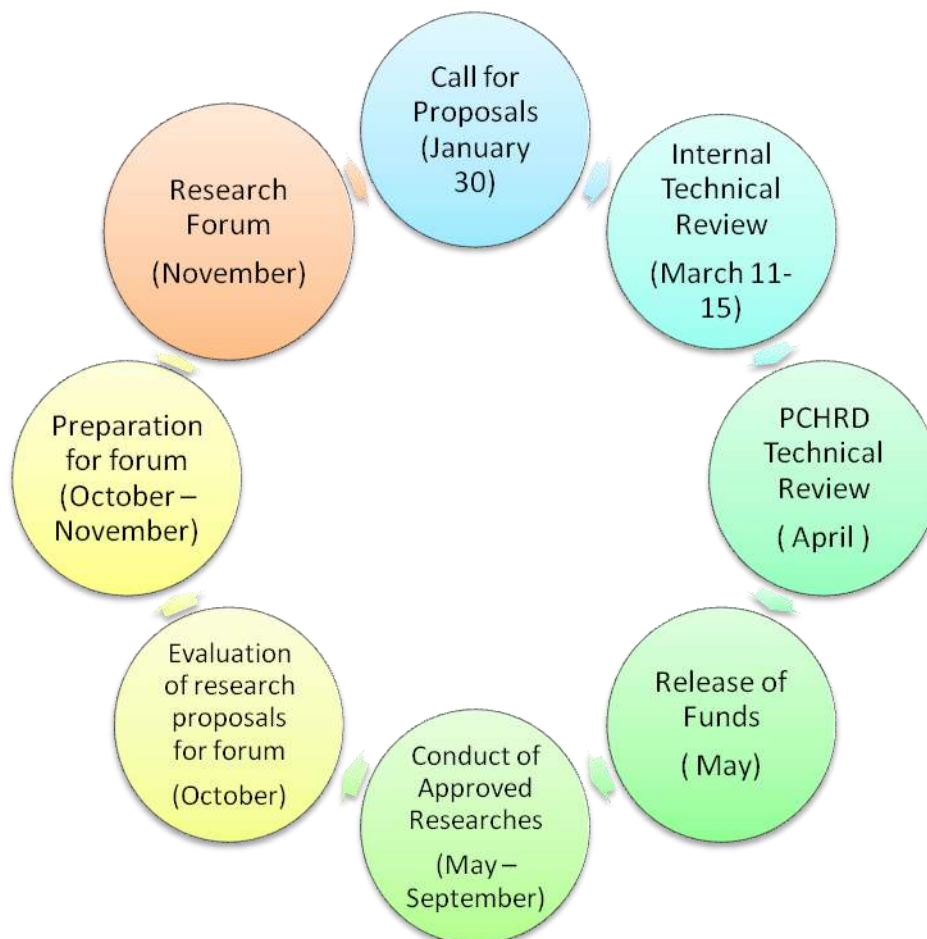 Call for
Proposals
(January
30)
Internal
Technical
Review
(March 11-
15)
PCHRD
Technical
Review
( April )
Release of
Funds
( May)
Conduct of
Approved
Researches
(May –
September)
Evaluation
of research
proposals
for forum
(October)
Preparation
for forum
(October –
November)
Research
Forum
(November)